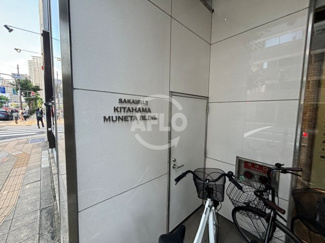 SAKAISUJI
KITAHAMA
MUNETA BLDG.
AFLO